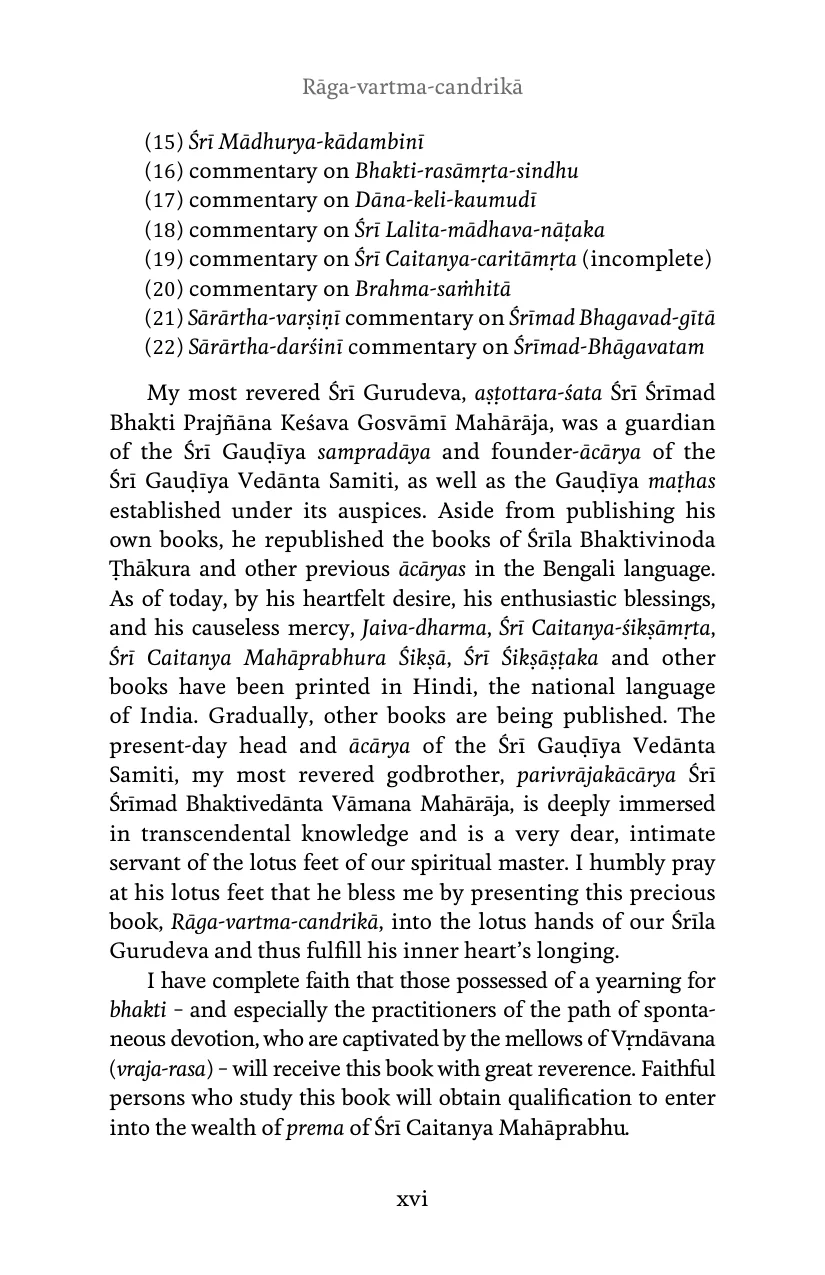 Rāga-vartma-candrikā
(15) Śrī Mādhurya-kādambinī
(16) commentary on Bhakti-rasāmṛta-sindhu
(17) commentary on Dāna-keli-kaumudī
(18) commentary on Śrī Lalita-mādhava-nāṭaka
(19) commentary on Śrī Caitanya-caritāmṛta (incomplete)
(20) commentary on Brahma-saṁhitā
(21) Sārārtha-varṣiṇī commentary on Śrīmad Bhagavad-gītā
(22) Sārārtha-darśinī commentary on Śrīmad-Bhāgavatam
My most revered Śrī Gurudeva, aṣṭottara-śata Śrī Śrīmad
Bhakti Prajñāna Keśava Gosvāmī Mahārāja, was a guardian
of the Śrī Gauḍīya sampradāya and founder-ācārya of the
Śrī Gauḍīya Vedānta Samiti, as well as the Gauḍīya maṭhas
established under its auspices. Aside from publishing his
own books, he republished the books of Śrīla Bhaktivinoda
Ṭhākura and other previous ācāryas in the Bengali language.
As of today, by his heartfelt desire, his enthusiastic blessings,
and his causeless mercy, Jaiva-dharma, Śrī Caitanya-śikṣāmṛta,
Śrī Caitanya Mahāprabhura Śikṣā, Śrī Śikṣāṣṭaka and other
books have been printed in Hindi, the national language
of India. Gradually, other books are being published. The
present-day head and ācārya of the Śrī Gauḍīya Vedānta
Samiti, my most revered godbrother, parivrājakācārya Śrī
Śrīmad Bhaktivedānta Vāmana Mahārāja, is deeply immersed
in transcendental knowledge and is a very dear, intimate
servant of the lotus feet of our spiritual master. I humbly pray
at his lotus feet that he bless me by presenting this precious
book, Rāga-vartma-candrikā, into the lotus hands of our Śrīla
Gurudeva and thus fulfill his inner heart’s longing.
I have complete faith that those possessed of a yearning for
bhakti – and especially the practitioners of the path of sponta-
neous devotion, who are captivated by the mellows of Vṛndāvana
(vraja-rasa) – will receive this book with great reverence. Faithful
persons who study this book will obtain qualification to enter
into the wealth of prema of Śrī Caitanya Mahāprabhu.
xvi